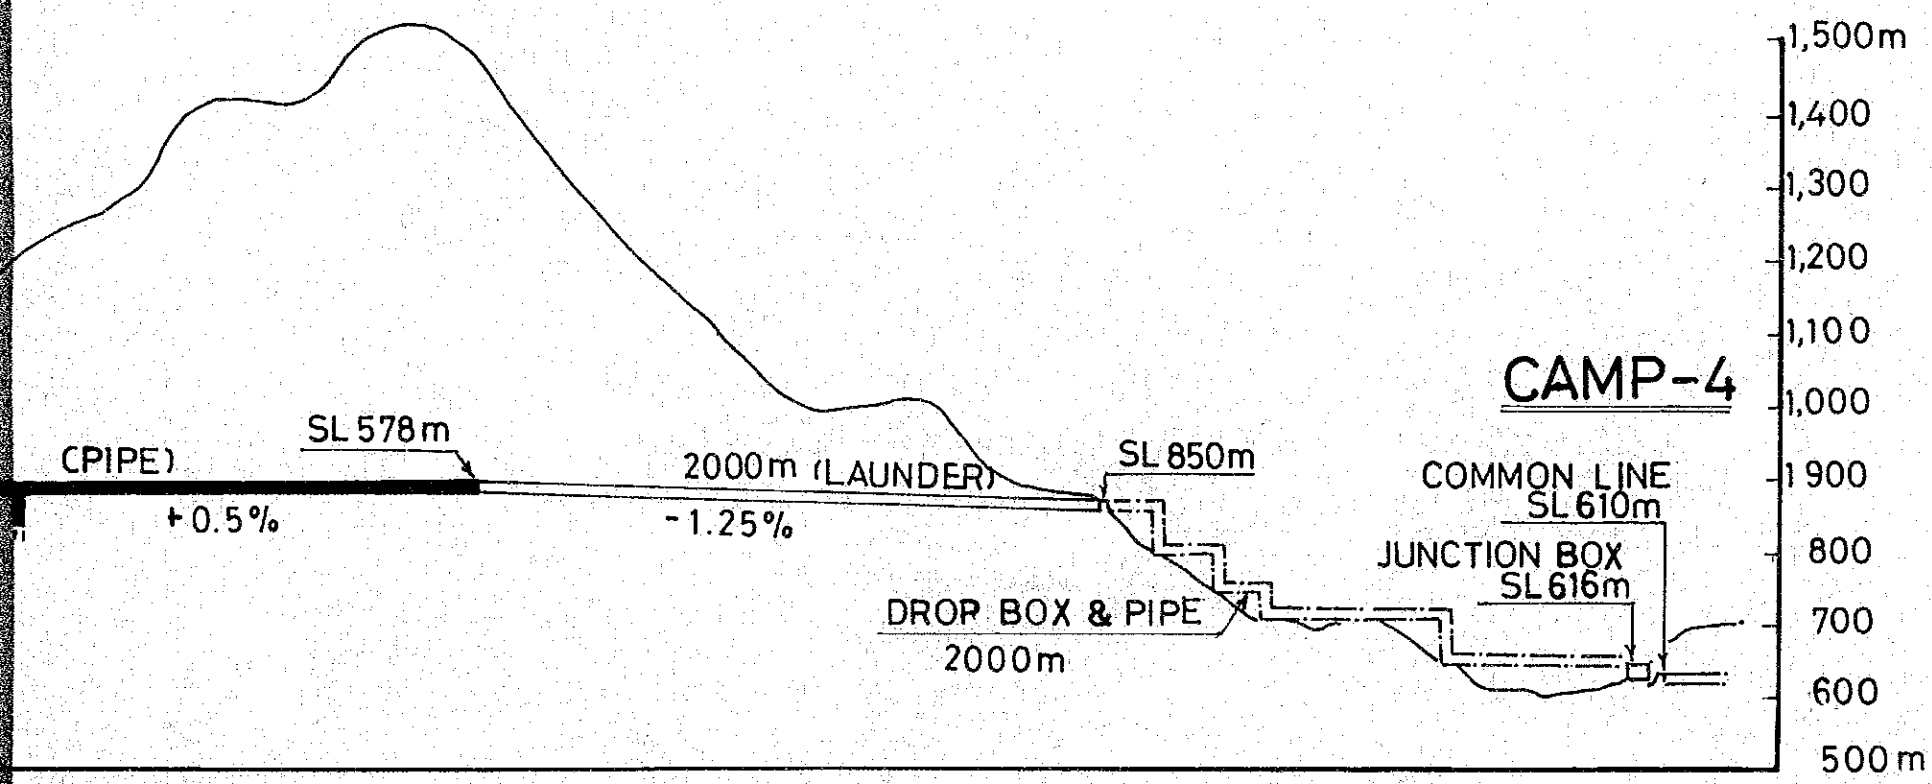 1,500m
1,400
1,300
1,200
1,100
CAMP-4
1,000
SL 578m
(PIPE)
2000m (LAUNDER)
SL 850m
COMMON LINE
SL 610m
900
+0.5%
-1.25%
JUNCTION BOX
SL 616m
800
DROP BOX & PIPE
2000m
700
600
500m